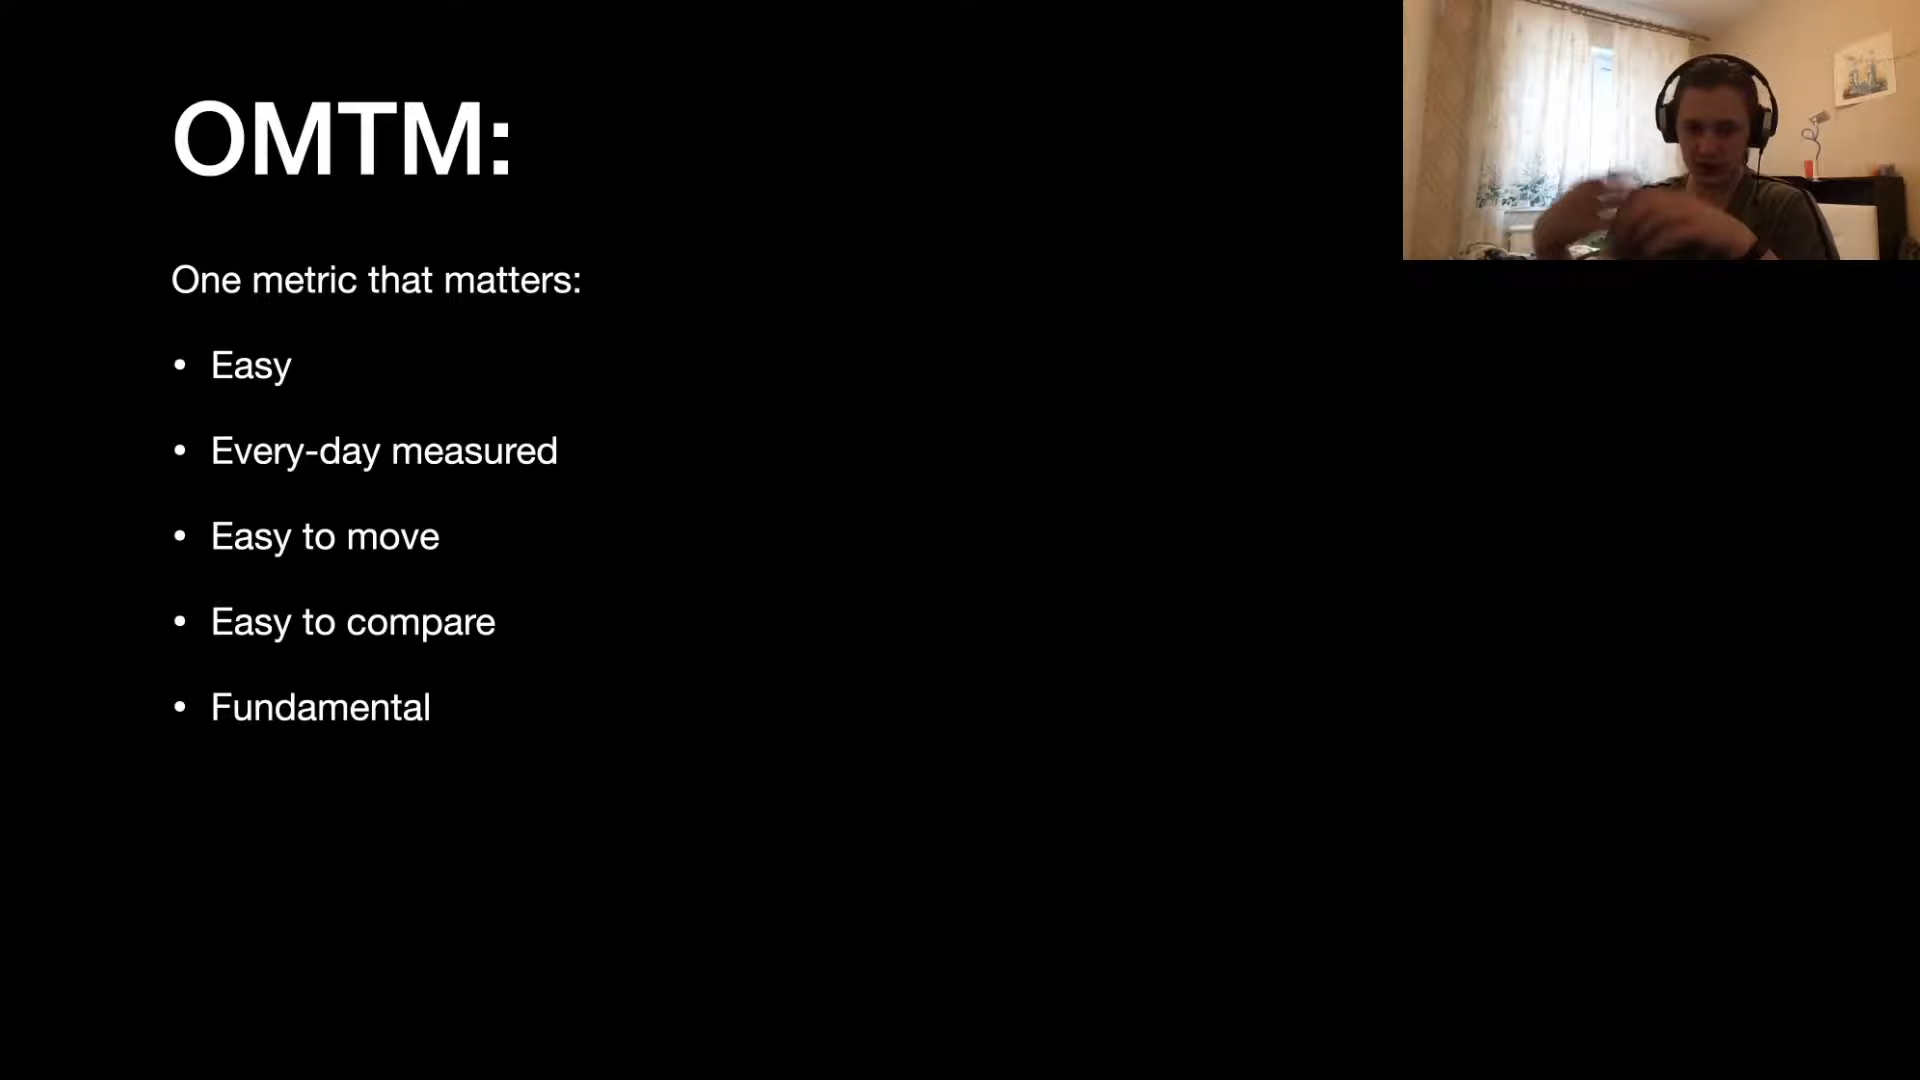 OMTM:
One metric that matters:
• Easy
• Every-day measured
• Easy to move
• Easy to compare
• Fundamental